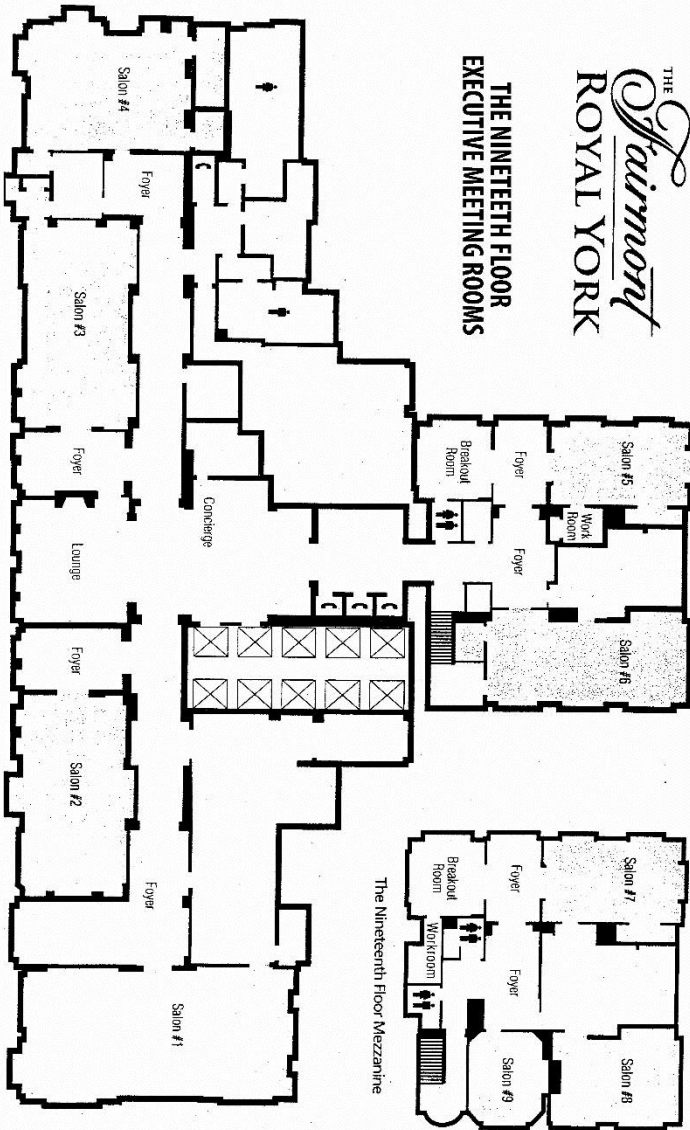 THE
Fairmont
ROYAL YORK
THE NINETEETH FLOOR
EXECUTIVE MEETING ROOMS
Salon #4
Foyer
Salon #3
Foyer
Lounge
Concierge
Foyer
Salon #2
Foyer
Salon #1
Salon #5
Foyer
Breakout
Room
Work
Room
Foyer
Salon #6
The Nineteenth Floor Mezzanine
Salon #7
Foyer
Breakout
Room
Workroom
Foyer
Salon #8
Salon #9